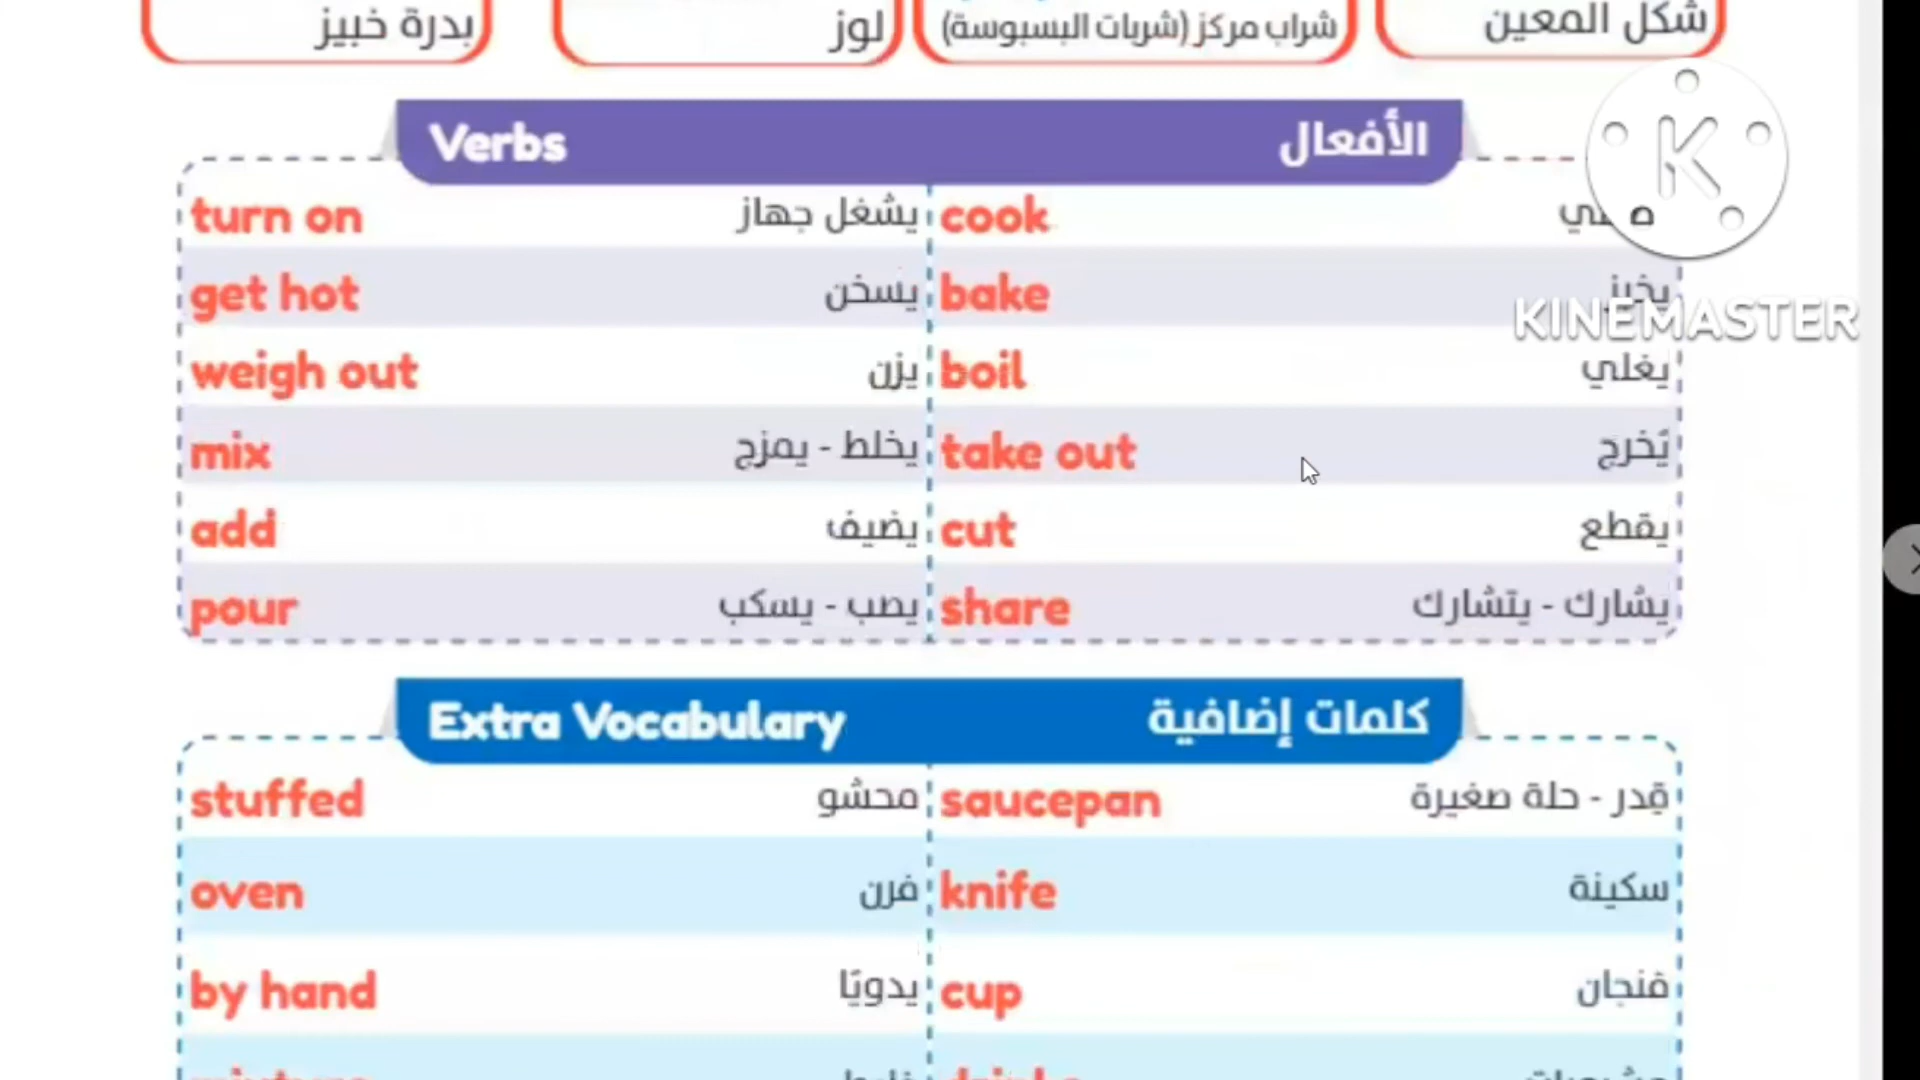 بدرة خبيز
لوز
شراب مركز (شربات البسبوسة)
شكل المعين
Verbs الأفعال
turn on يشغل جهاز cook
get hot يسخن bake يخبز
weigh out يزن boil يغلي
mix يخلط - يمزج take out يُخرج
add يضيف cut يقطع
pour يصب - يسكب share يشارك - يتشارك
KINEMASTER
Extra Vocabulary كلمات إضافية
stuffed محشو saucepan قِدر - حلة صغيرة
oven فرن knife سكينة
by hand يدويًا cup فنجان